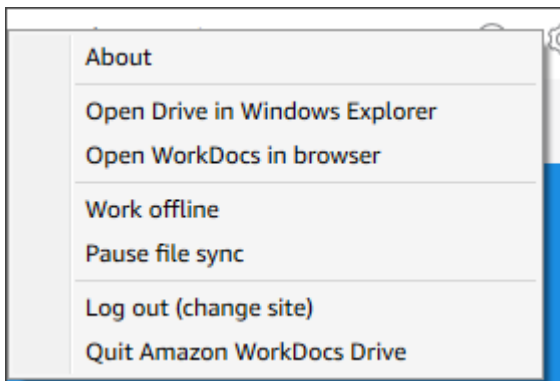 About
Open Drive in Windows Explorer
Open WorkDocs in browser
Work offline
Pause file sync
Log out (change site)
Quit Amazon WorkDocs Drive